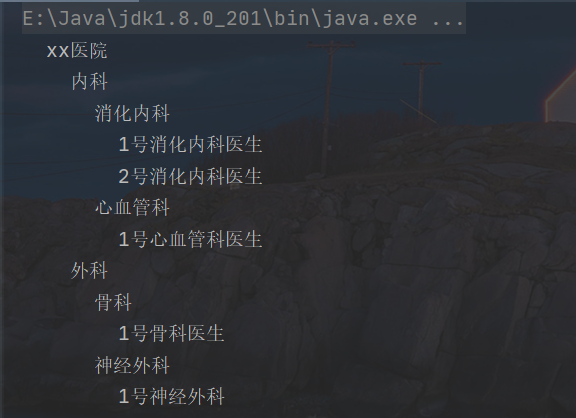 E:\Java\jdk1.8.0_201\bin\java.exe ...
xx医院
内科
消化内科
1号消化内科医生
2号消化内科医生
心血管科
1号心血管科医生
外科
骨科
1号骨科医生
神经外科
1号神经外科